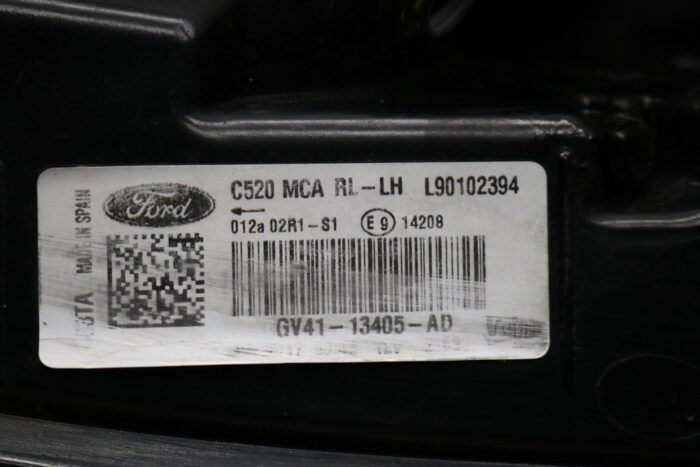 MADE IN SPAIN
Ford
C520 MCA RL-LH L90102394
012a 02R1-S1 E9 14208
GV41-13405-AD